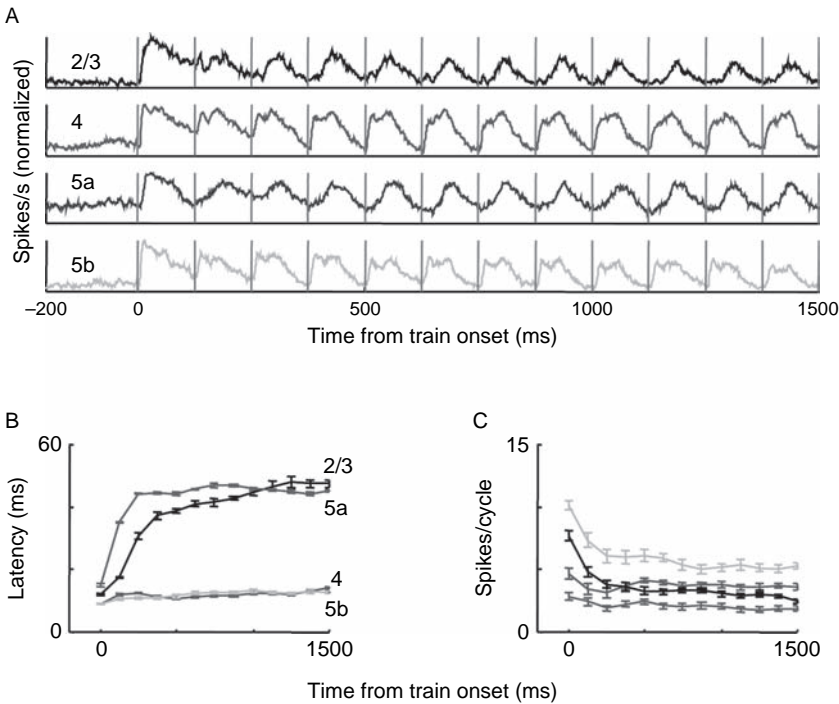 A
Spikes/s (normalized)
2/3
4
5a
5b
–200 0 500 1000 1500
Time from train onset (ms)
B
60
Latency (ms)
0
2/3
5a
4
5b
0 1500
C
15
Spikes/cycle
0
0 1500
Time from train onset (ms)